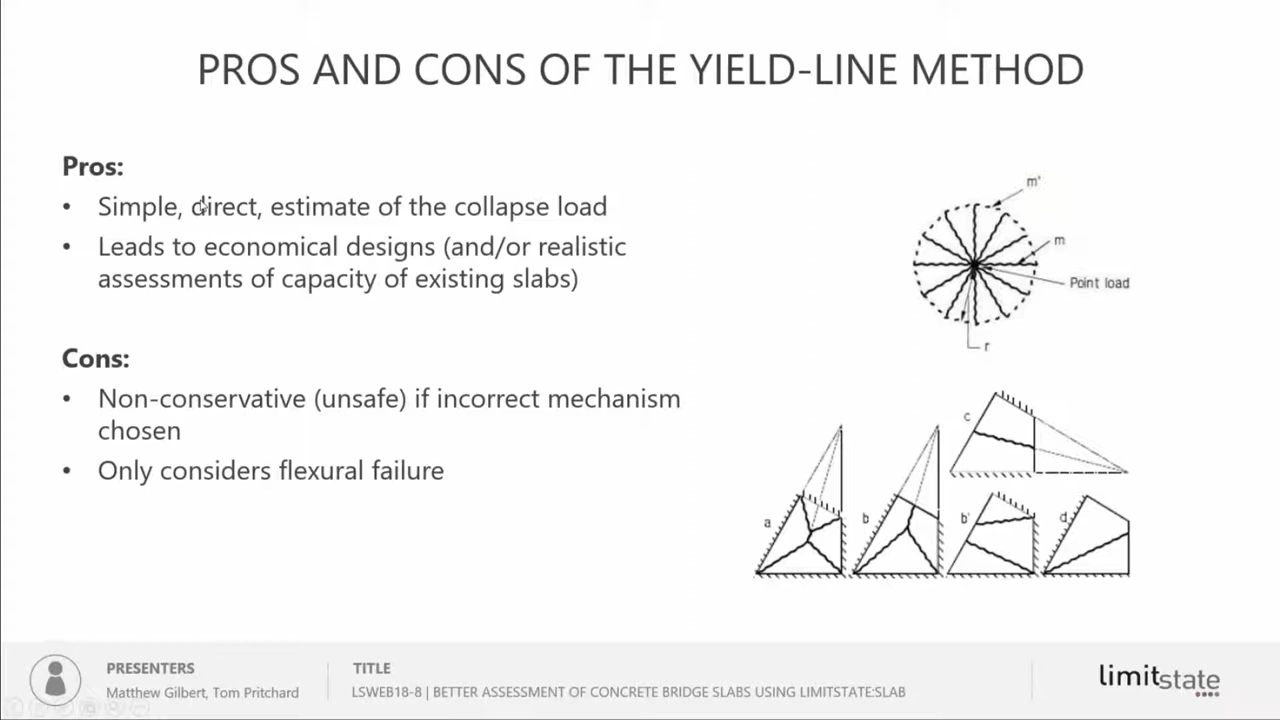 PROS AND CONS OF THE YIELD-LINE METHOD
Pros:
• Simple, direct, estimate of the collapse load
• Leads to economical designs (and/or realistic
assessments of capacity of existing slabs)
Cons:
• Non-conservative (unsafe) if incorrect mechanism
chosen
• Only considers flexural failure
m'
m
Point load
r
c
a
b
b'
d
PRESENTERS
Matthew Gilbert, Tom Pritchard
TITLE
LSWEB18-8 | BETTER ASSESSMENT OF CONCRETE BRIDGE SLABS USING LIMITSTATE:SLAB
limitstate